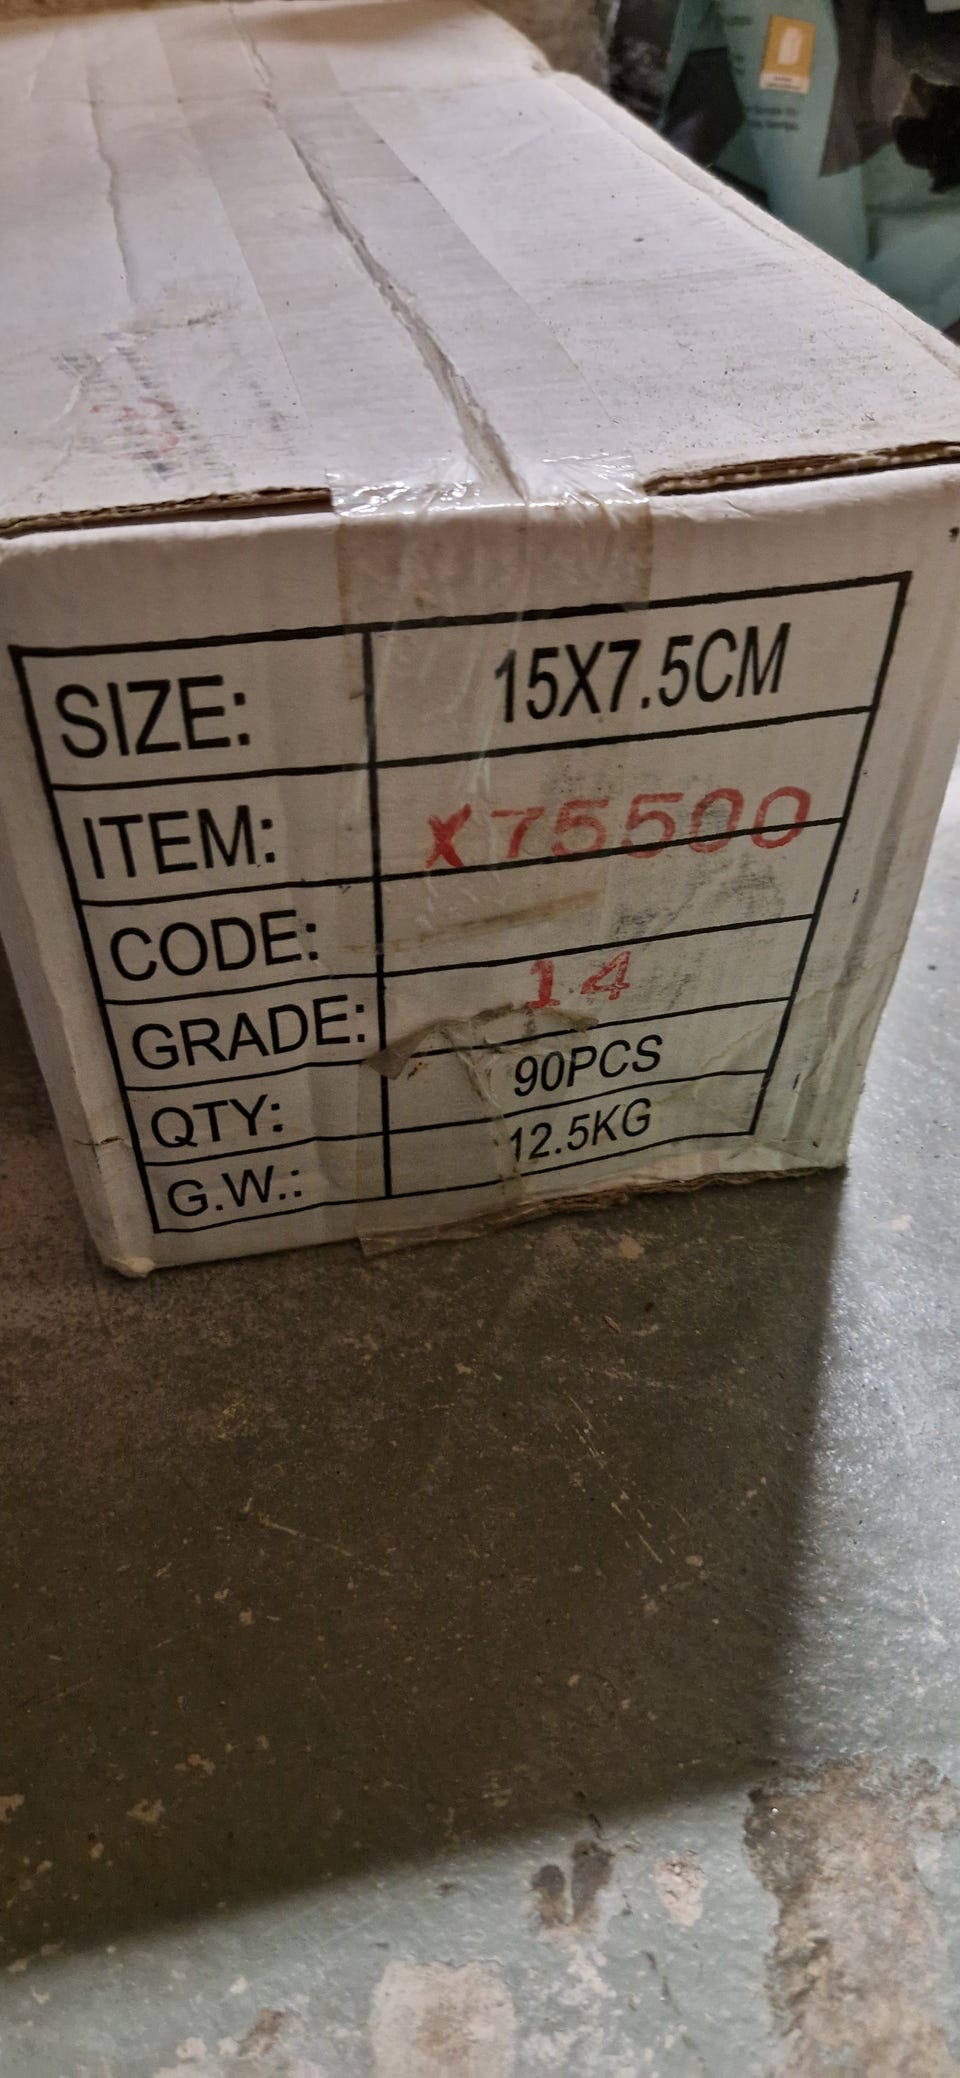 SIZE: 15X7.5CM
ITEM: X75500
CODE:
GRADE: 14
QTY: 90PCS
G.W.: 12.5KG